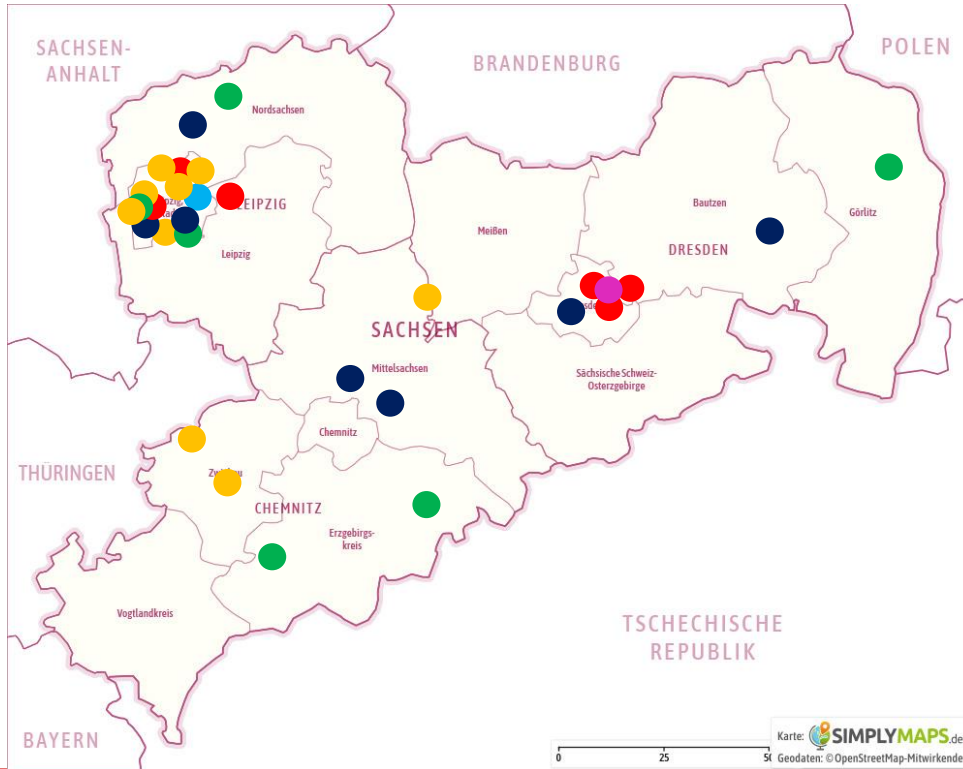 SACHSEN-
ANHALT
BRANDENBURG
POLEN
Nordsachsen
LEIPZIG
Leipzig
Meißen
Bautzen
Görlitz
DRESDEN
SACHSEN
Mittelsachsen
Sächsische Schweiz-
Osterzgebirge
Chemnitz
THÜRINGEN
CHEMNITZ
Erzgebirgs-
kreis
Vogtlandkreis
TSCHECHISCHE
REPUBLIK
BAYERN
Karte: SIMPLYMAPS.de
0 25
Geodaten: © OpenStreetMap-Mitwirkende